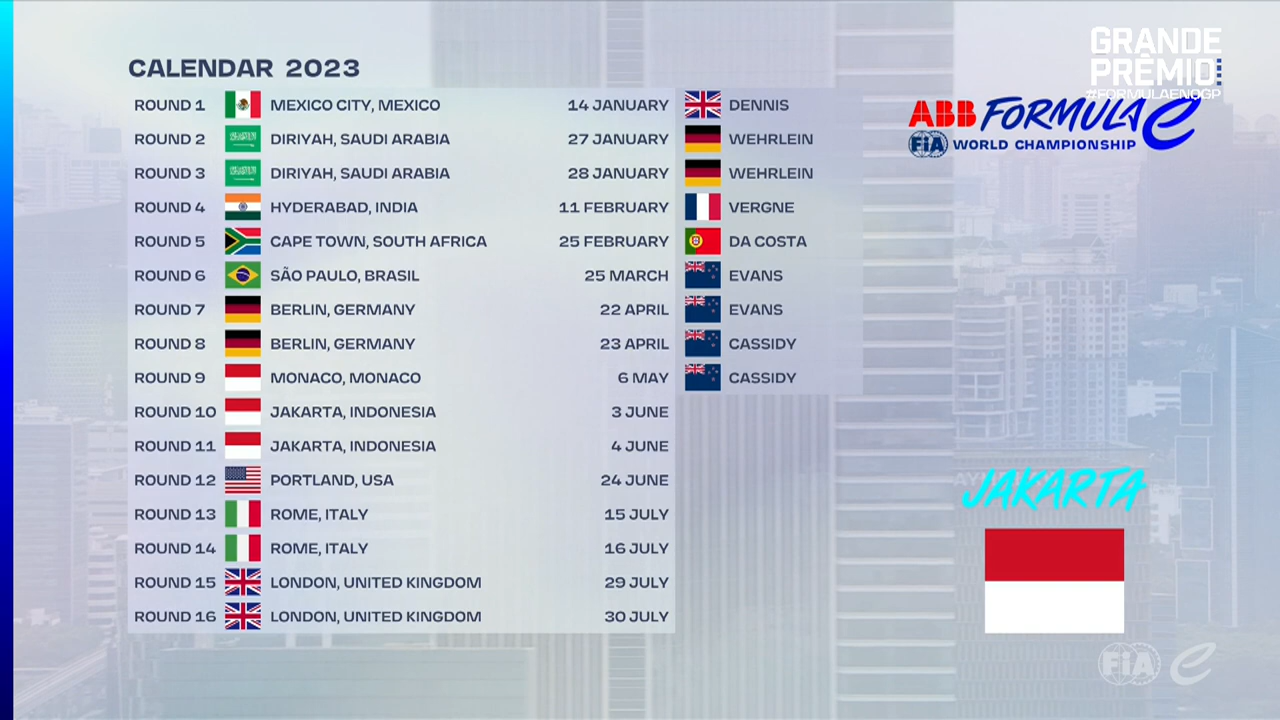 GRANDE
PRÊMIO
#FORMULAENOGP
CALENDAR 2023
ROUND 1 MEXICO CITY, MEXICO 14 JANUARY DENNIS
ROUND 2 DIRIYAH, SAUDI ARABIA 27 JANUARY WEHRLEIN
ROUND 3 DIRIYAH, SAUDI ARABIA 28 JANUARY WEHRLEIN
ROUND 4 HYDERABAD, INDIA 11 FEBRUARY VERGNE
ROUND 5 CAPE TOWN, SOUTH AFRICA 25 FEBRUARY DA COSTA
ROUND 6 SÃO PAULO, BRASIL 25 MARCH EVANS
ROUND 7 BERLIN, GERMANY 22 APRIL EVANS
ROUND 8 BERLIN, GERMANY 23 APRIL CASSIDY
ROUND 9 MONACO, MONACO 6 MAY CASSIDY
ROUND 10 JAKARTA, INDONESIA 3 JUNE
ROUND 11 JAKARTA, INDONESIA 4 JUNE
ROUND 12 PORTLAND, USA 24 JUNE
ROUND 13 ROME, ITALY 15 JULY
ROUND 14 ROME, ITALY 16 JULY
ROUND 15 LONDON, UNITED KINGDOM 29 JULY
ROUND 16 LONDON, UNITED KINGDOM 30 JULY
ABB FORMULA E
FIA WORLD CHAMPIONSHIP
JAKARTA
FIA e